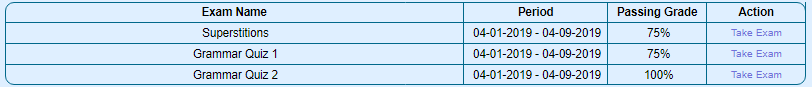 Exam Name Period Passing Grade Action
Superstitions 04-01-2019 - 04-09-2019 75% Take Exam
Grammar Quiz 1 04-01-2019 - 04-09-2019 75% Take Exam
Grammar Quiz 2 04-01-2019 - 04-09-2019 100% Take Exam